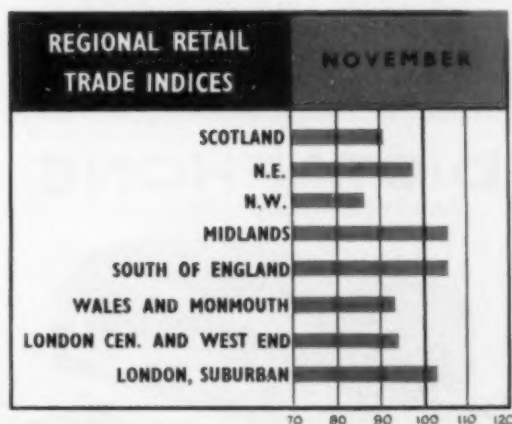 REGIONAL RETAIL
TRADE INDICES
NOVEMBER
SCOTLAND
N.E.
N.W.
MIDLANDS
SOUTH OF ENGLAND
WALES AND MONMOUTH
LONDON CEN. AND WEST END
LONDON, SUBURBAN
70 80 90 100 110 120